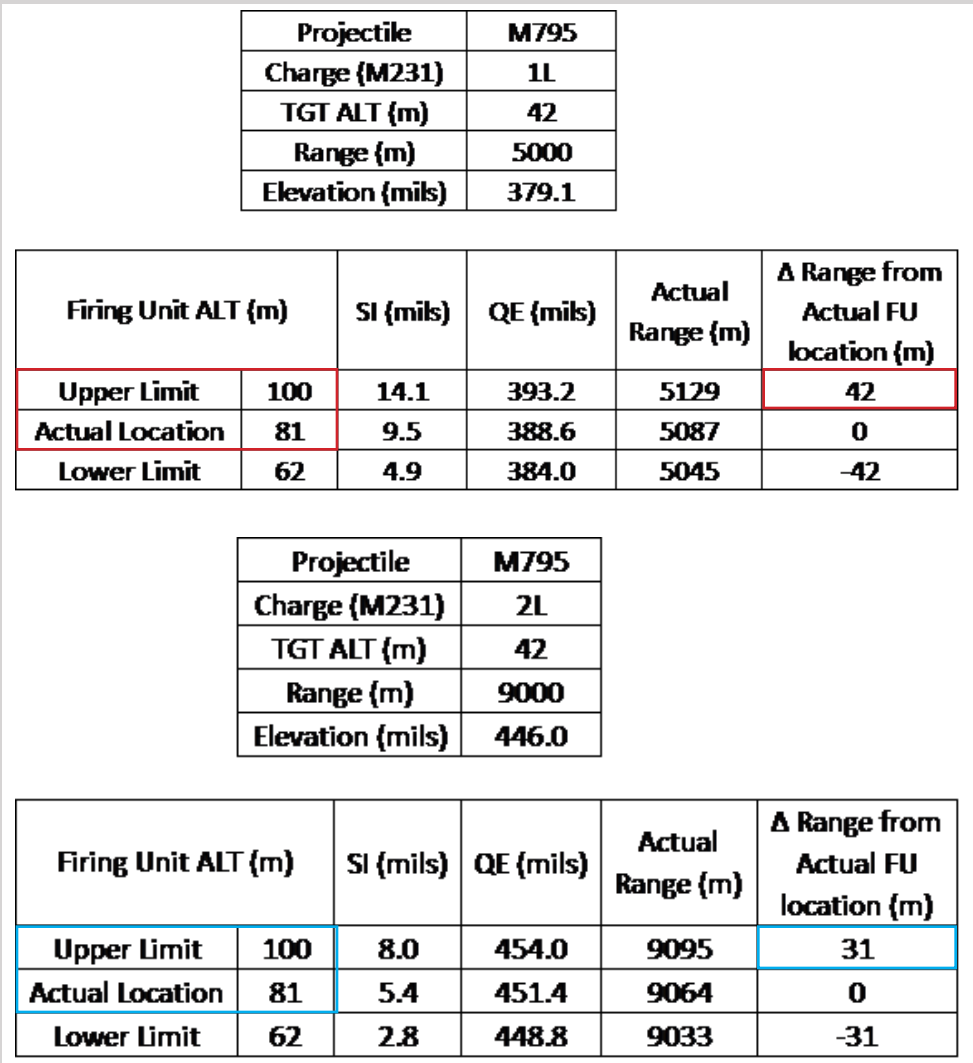 Projectile M795
Charge (M231) 1L
TGT ALT (m) 42
Range (m) 5000
Elevation (mils) 379.1
Firing Unit ALT (m) SI (mils) QE (mils) Actual Range (m) Δ Range from Actual FU location (m)
Upper Limit 100 14.1 393.2 5129 42
Actual Location 81 9.5 388.6 5087 0
Lower Limit 62 4.9 384.0 5045 -42
Projectile M795
Charge (M231) 2L
TGT ALT (m) 42
Range (m) 9000
Elevation (mils) 446.0
Firing Unit ALT (m) SI (mils) QE (mils) Actual Range (m) Δ Range from Actual FU location (m)
Upper Limit 100 8.0 454.0 9095 31
Actual Location 81 5.4 451.4 9064 0
Lower Limit 62 2.8 448.8 9033 -31